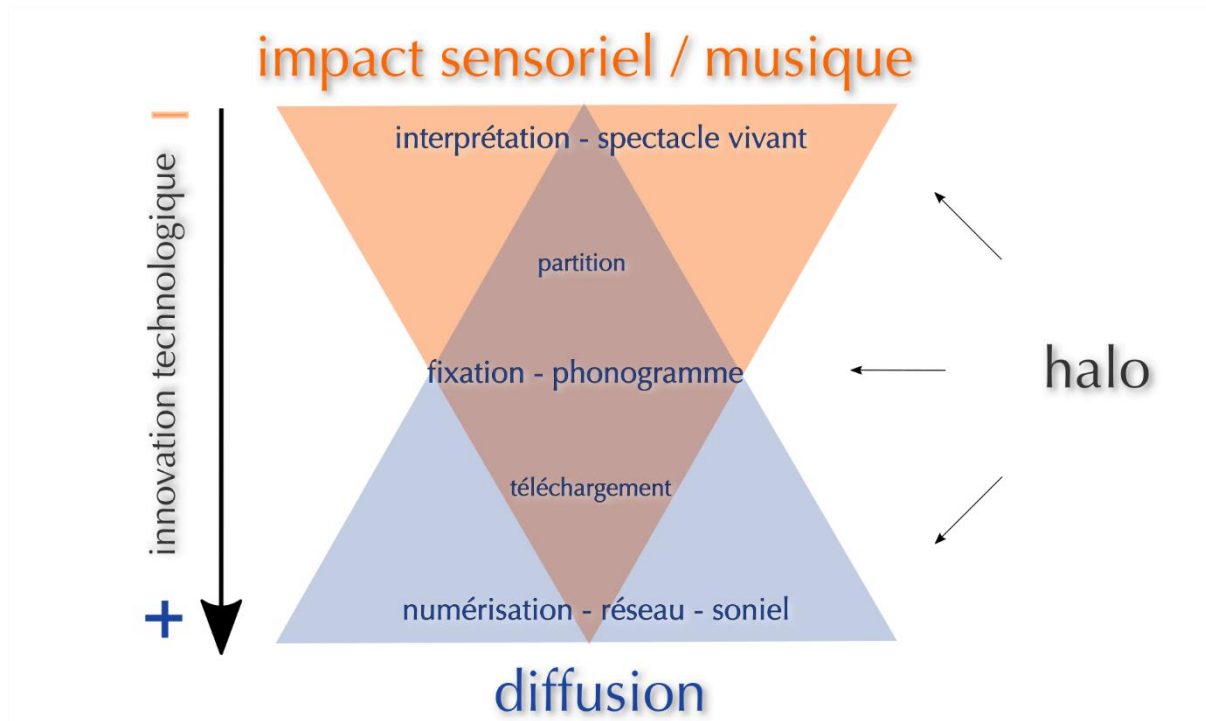 impact sensoriel / musique
−
innovation technologique
+
interprétation - spectacle vivant
partition
fixation - phonogramme
téléchargement
numérisation - réseau - soniel
halo
diffusion